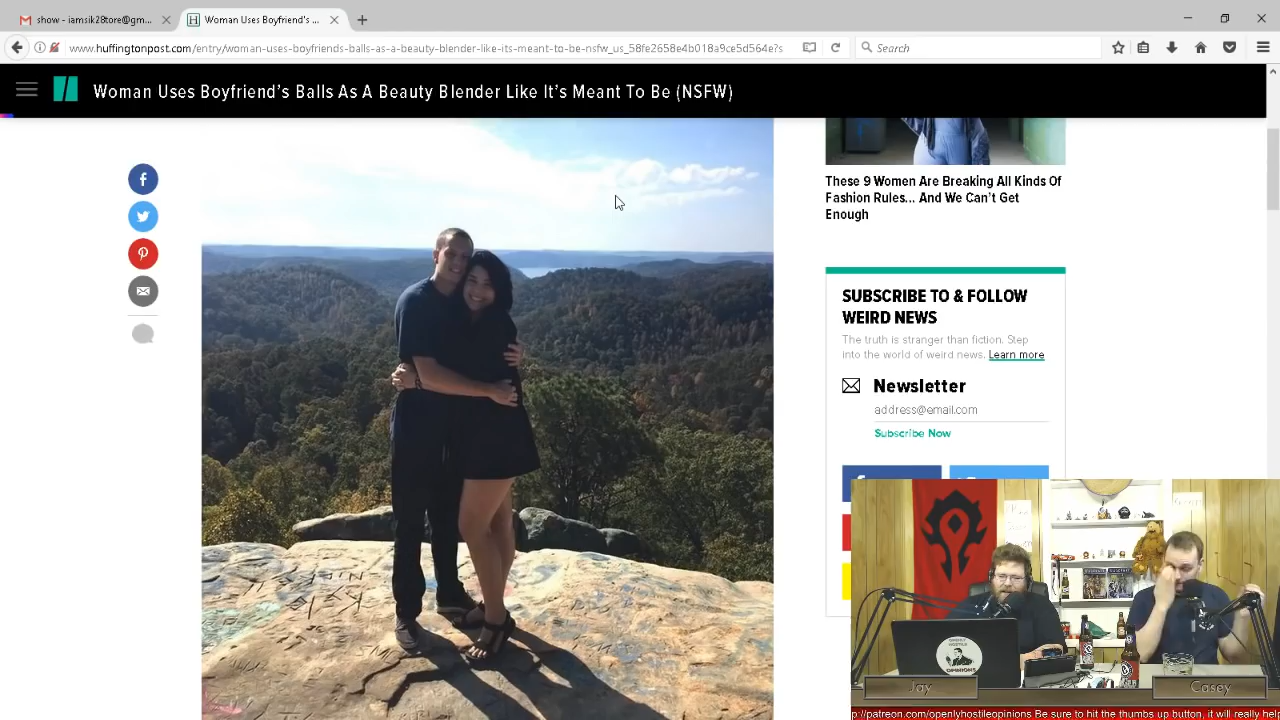 show - iamsik28tore@gm...
Woman Uses Boyfriend's ...
www.huffingtonpost.com/entry/woman-uses-boyfriends-balls-as-a-beauty-blender-like-its-meant-to-be-nsfw_us_58fe2658e4b018a9ce5d564e?s
Search
Woman Uses Boyfriend's Balls As A Beauty Blender Like It's Meant To Be (NSFW)
These 9 Women Are Breaking All Kinds Of
Fashion Rules... And We Can't Get
Enough
SUBSCRIBE TO & FOLLOW
WEIRD NEWS
The truth is stranger than fiction. Step
into the world of weird news. Learn more
Newsletter
address@email.com
Subscribe Now
OPINIONS
Jay
Casey
p://patreon.com/openlyhostileopinions Be sure to hit the thumbs up button, it will really hel